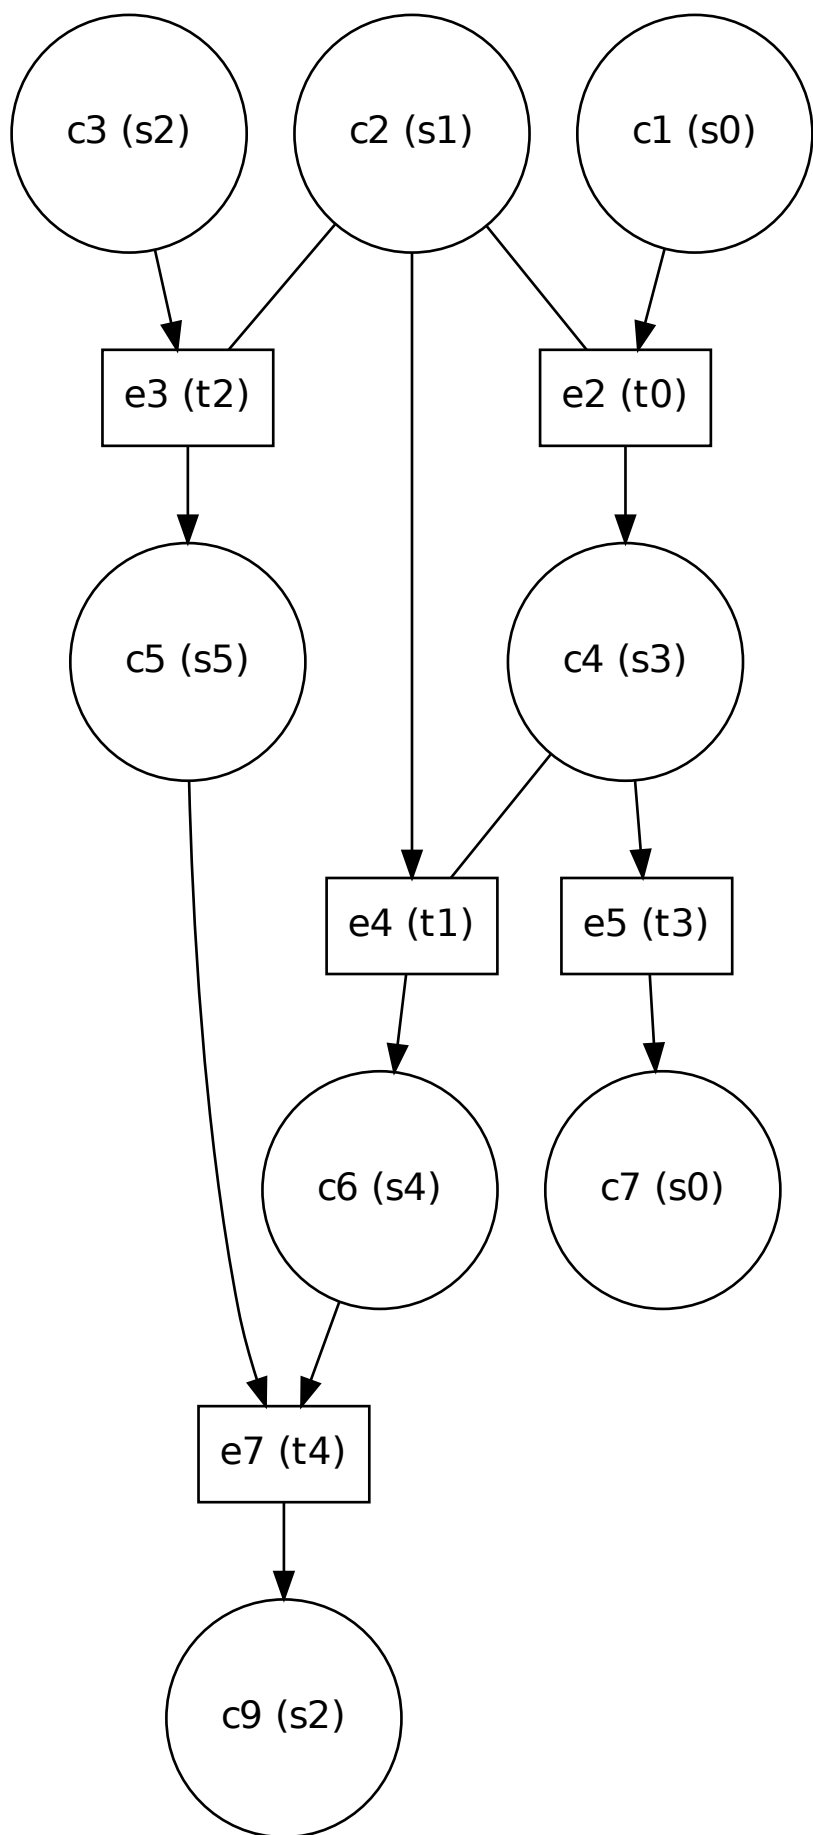 c3 (s2)
c2 (s1)
c1 (s0)
e3 (t2)
e2 (t0)
c5 (s5)
c4 (s3)
e4 (t1)
e5 (t3)
c6 (s4)
c7 (s0)
e7 (t4)
c9 (s2)